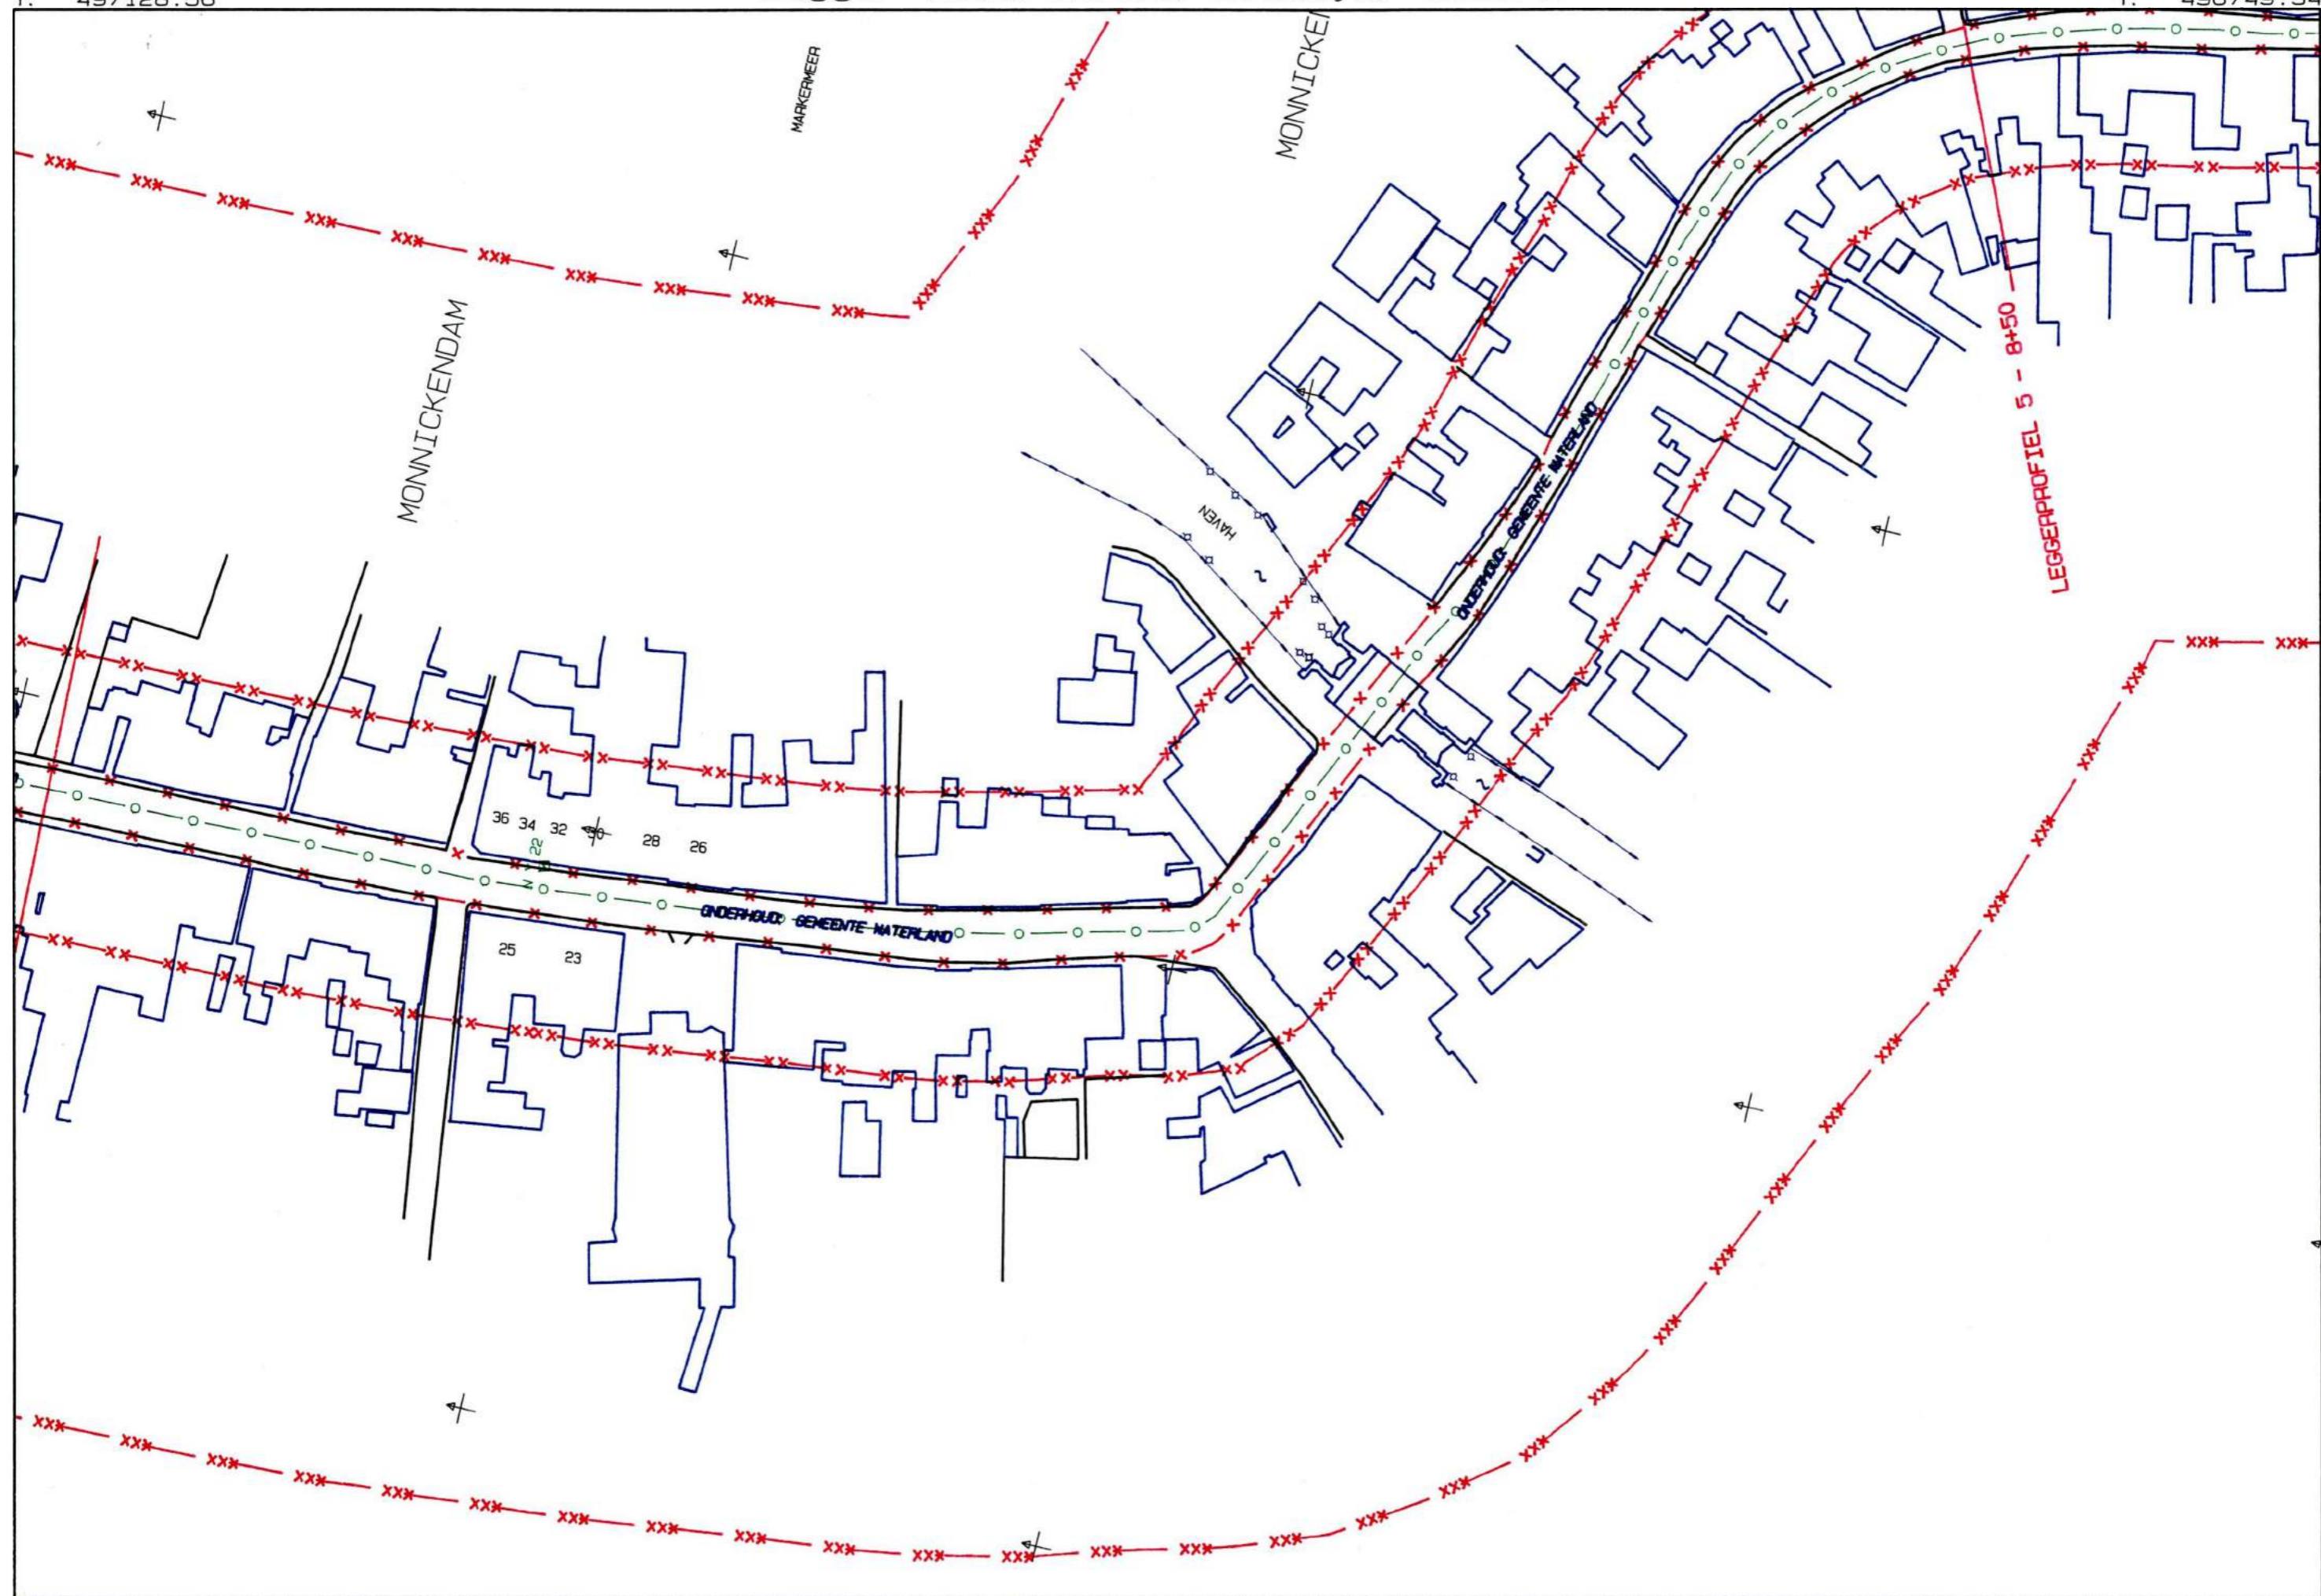 MARKERMEER
MONNICKENDAM
HAVEN
ONDERHOUD: GEMEENTE WATERLAND
LEGGERPROFIEL 5 - 8+50
36 34 32 30 28 26
22
ONDERHOUD: GEMEENTE WATERLAND
25 23